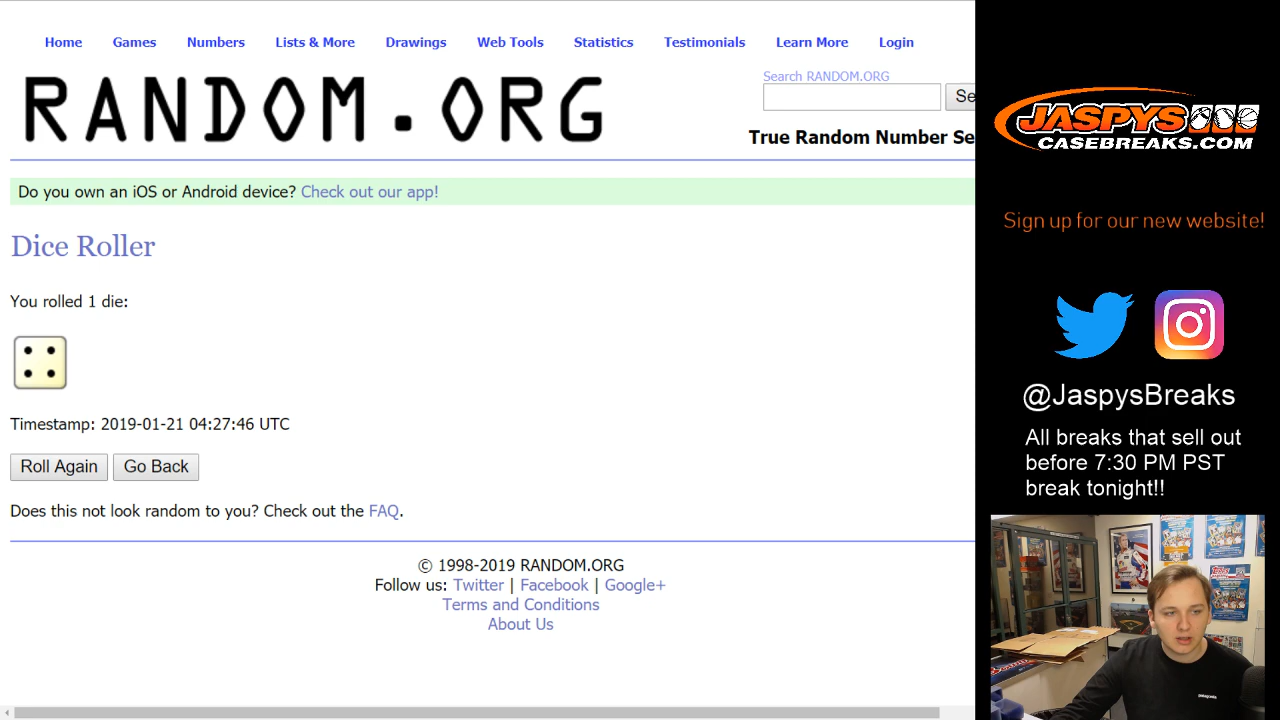 Home Games Numbers Lists & More Drawings Web Tools Statistics Testimonials Learn More Login
RANDOM.ORG
Search RANDOM.ORG
Se
True Random Number Se
Do you own an iOS or Android device? Check out our app!
Dice Roller
You rolled 1 die:
Timestamp: 2019-01-21 04:27:46 UTC
Roll Again Go Back
Does this not look random to you? Check out the FAQ.
© 1998-2019 RANDOM.ORG
Follow us: Twitter | Facebook | Google+
Terms and Conditions
About Us
JASPYS
CASEBREAKS.COM
Sign up for our new website!
@JaspysBreaks
All breaks that sell out
before 7:30 PM PST
break tonight!!